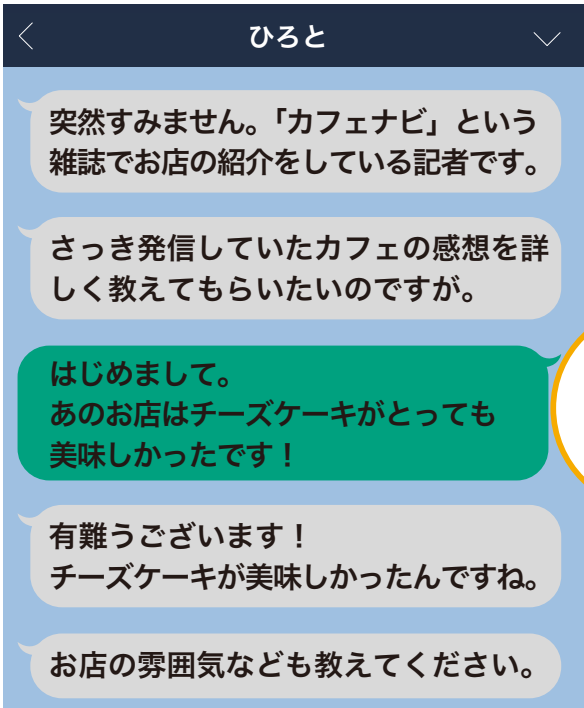 ひろと
突然すみません。「カフェナビ」という
雑誌でお店の紹介をしている記者です。
さっき発信していたカフェの感想を詳
しく教えてもらいたいのですが。
はじめまして。
あのお店はチーズケーキがとっても
美味しかったです！
有難うございます！
チーズケーキが美味しかったんですね。
お店の雰囲気なども教えてください。